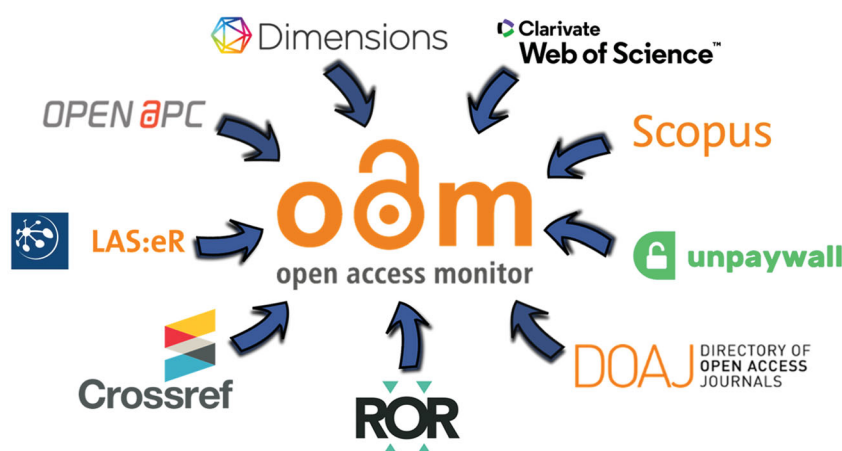 Dimensions
Clarivate
Web of Science™
OPEN aPC
Scopus
oam
open access monitor
LAS:eR
unpaywall
Crossref
ROR
DOAJ
DIRECTORY OF
OPEN ACCESS
JOURNALS